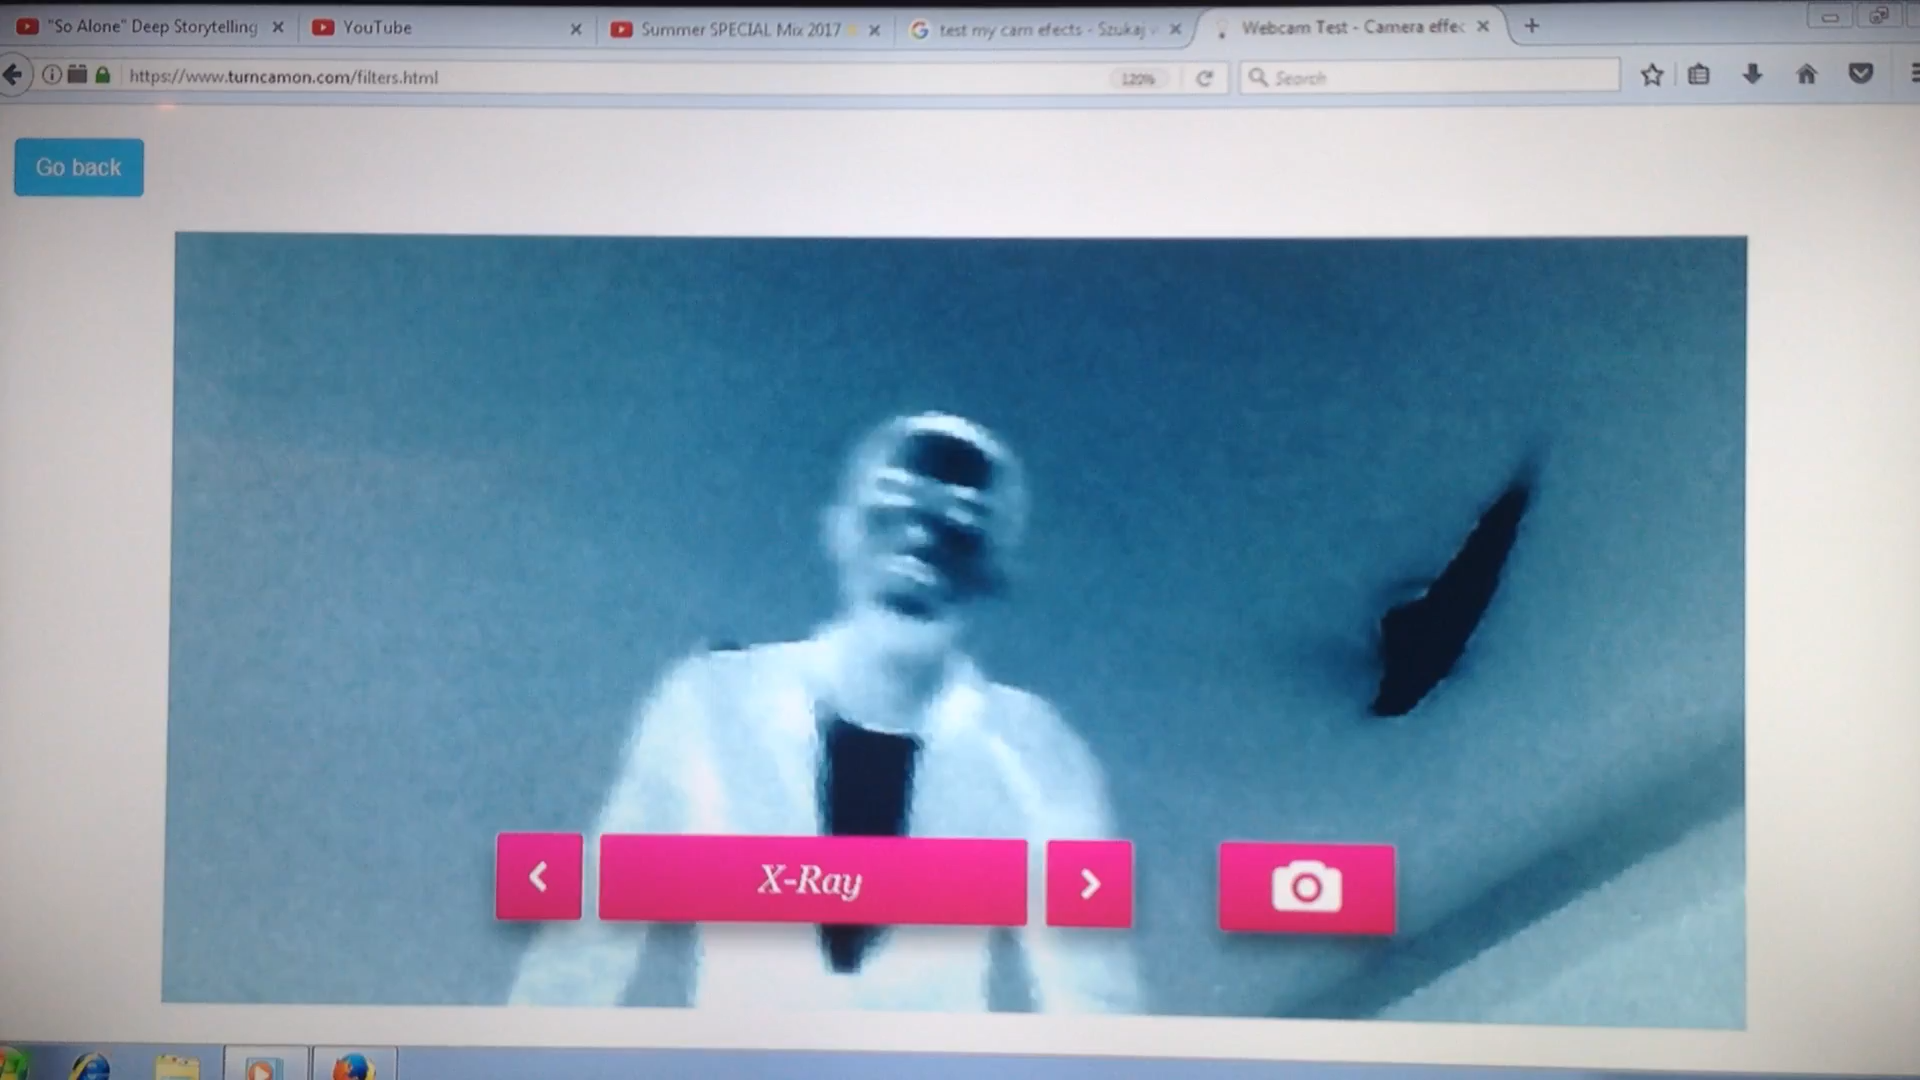 "So Alone" Deep Storytelling
YouTube
Summer SPECIAL Mix 2017
test my cam efects - Szukaj
Webcam Test - Camera effec
https://www.turncamon.com/filters.html
120%
Search
Go back
X-Ray